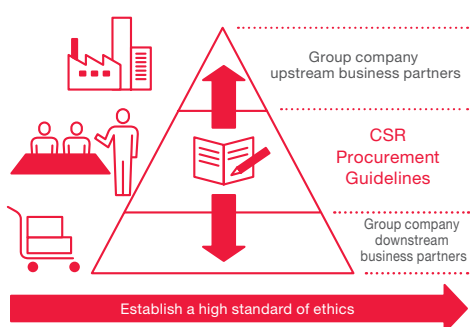 Group company
upstream business partners
CSR
Procurement
Guidelines
Group company
downstream
business partners
Establish a high standard of ethics